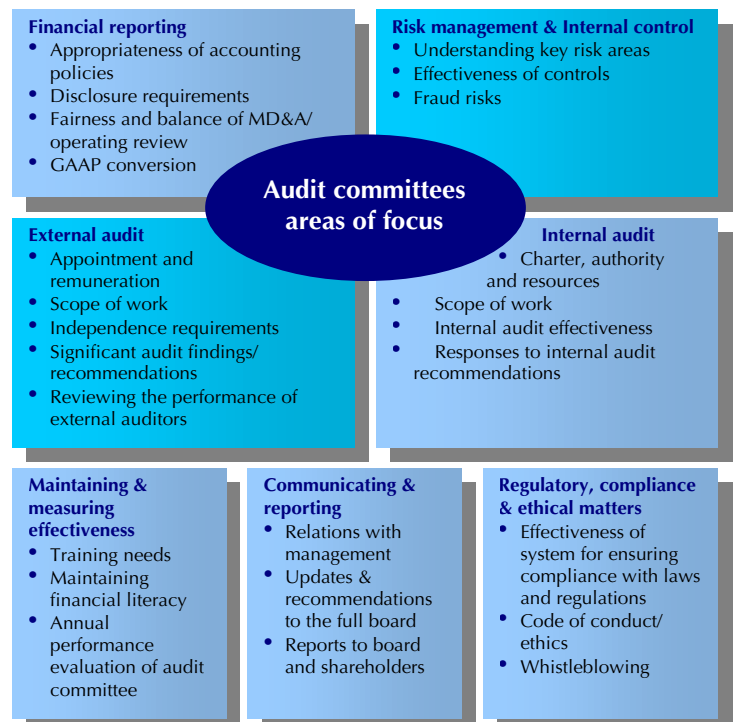 Financial reporting
• Appropriateness of accounting
policies
• Disclosure requirements
• Fairness and balance of MD&A/
operating review
• GAAP conversion
Risk management & Internal control
• Understanding key risk areas
• Effectiveness of controls
• Fraud risks
Audit committees
areas of focus
External audit
• Appointment and
remuneration
• Scope of work
• Independence requirements
• Significant audit findings/
recommendations
• Reviewing the performance of
external auditors
Internal audit
• Charter, authority
and resources
• Scope of work
• Internal audit effectiveness
• Responses to internal audit
recommendations
Maintaining &
measuring
effectiveness
• Training needs
• Maintaining
financial literacy
• Annual
performance
evaluation of audit
committee
Communicating &
reporting
• Relations with
management
• Updates &
recommendations
to the full board
• Reports to board
and shareholders
Regulatory, compliance
& ethical matters
• Effectiveness of
system for ensuring
compliance with laws
and regulations
• Code of conduct/
ethics
• Whistleblowing